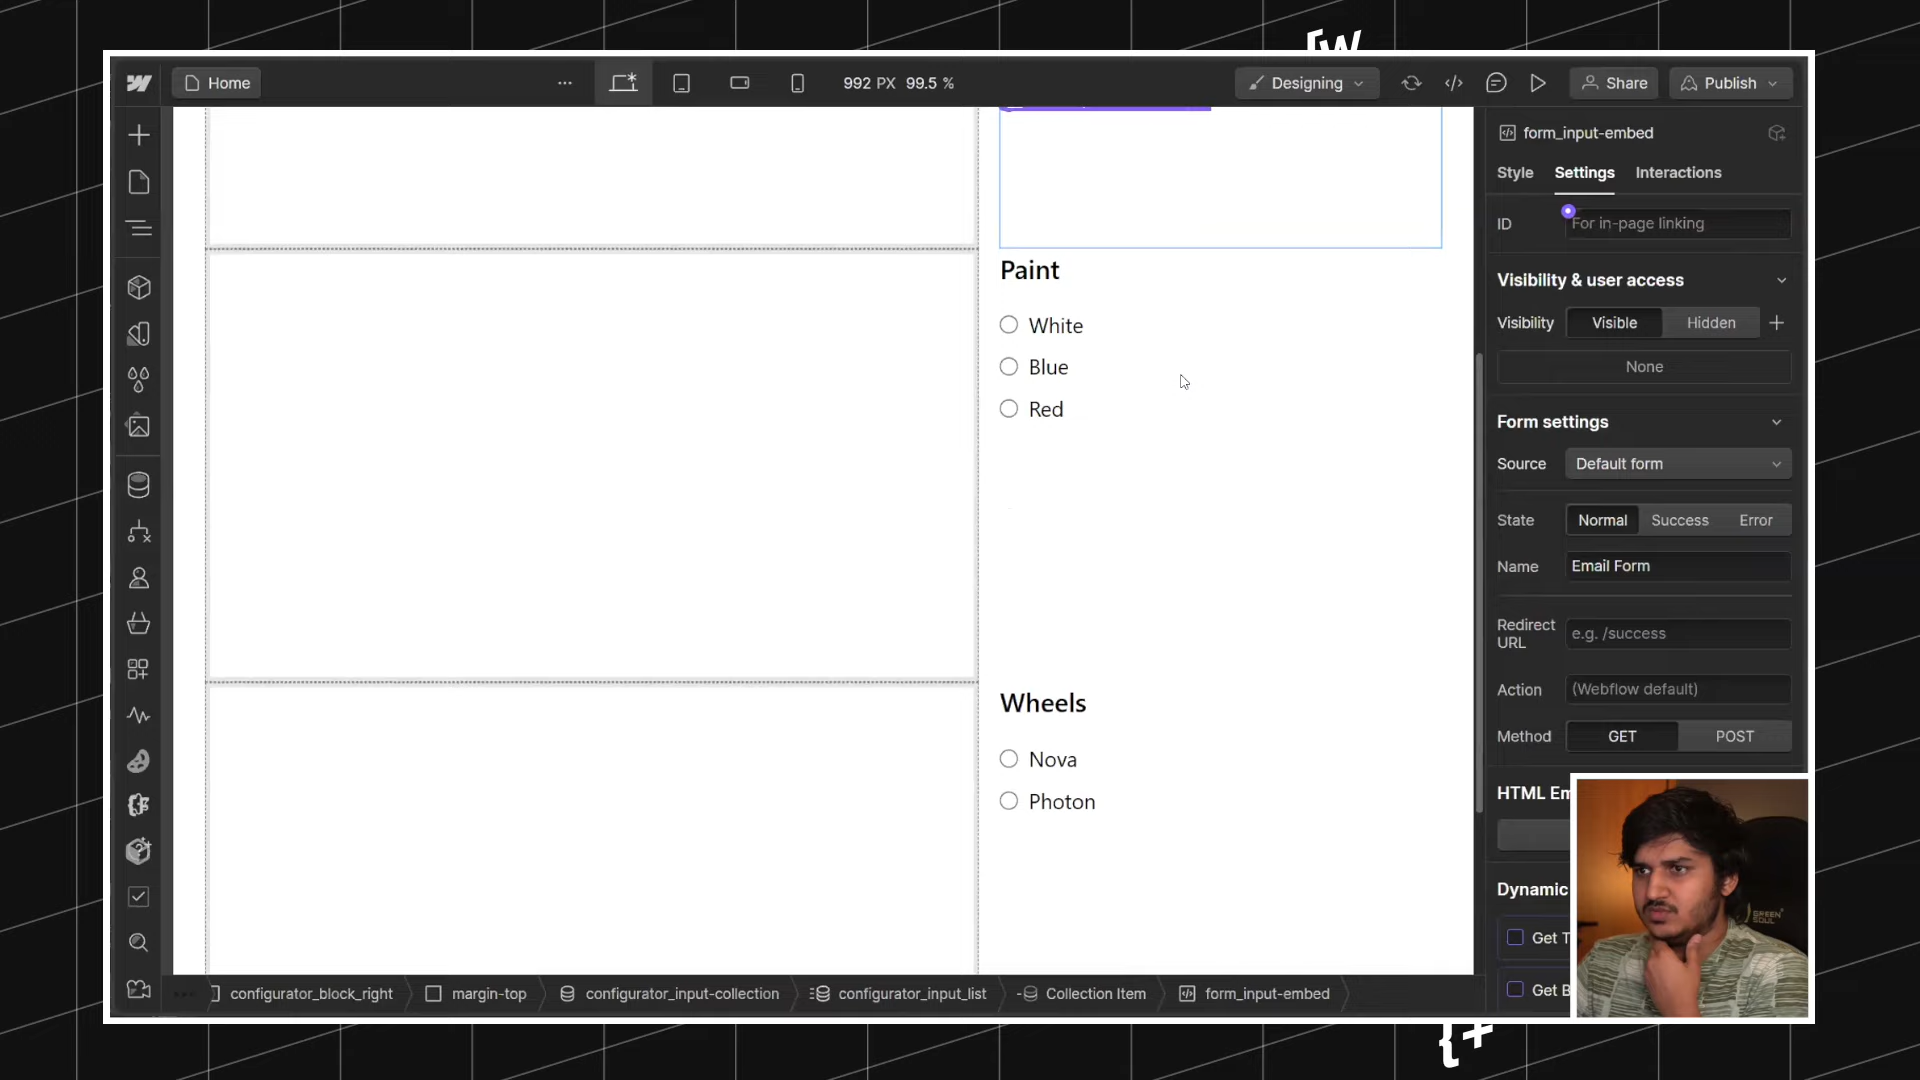 Home
992 PX 99.5 %
Designing
Share
Publish
form_input-embed
Style Settings Interactions
ID For in-page linking
Visibility & user access
Visibility Visible Hidden
None
Form settings
Source Default form
State Normal Success Error
Name Email Form
Redirect URL e.g. /success
Action (Webflow default)
Method GET POST
HTML Em
Dynamic
Get T
Get B
Paint
White
Blue
Red
Wheels
Nova
Photon
configurator_block_right margin-top configurator_input-collection configurator_input_list Collection Item form_input-embed
GREEN
SOUL